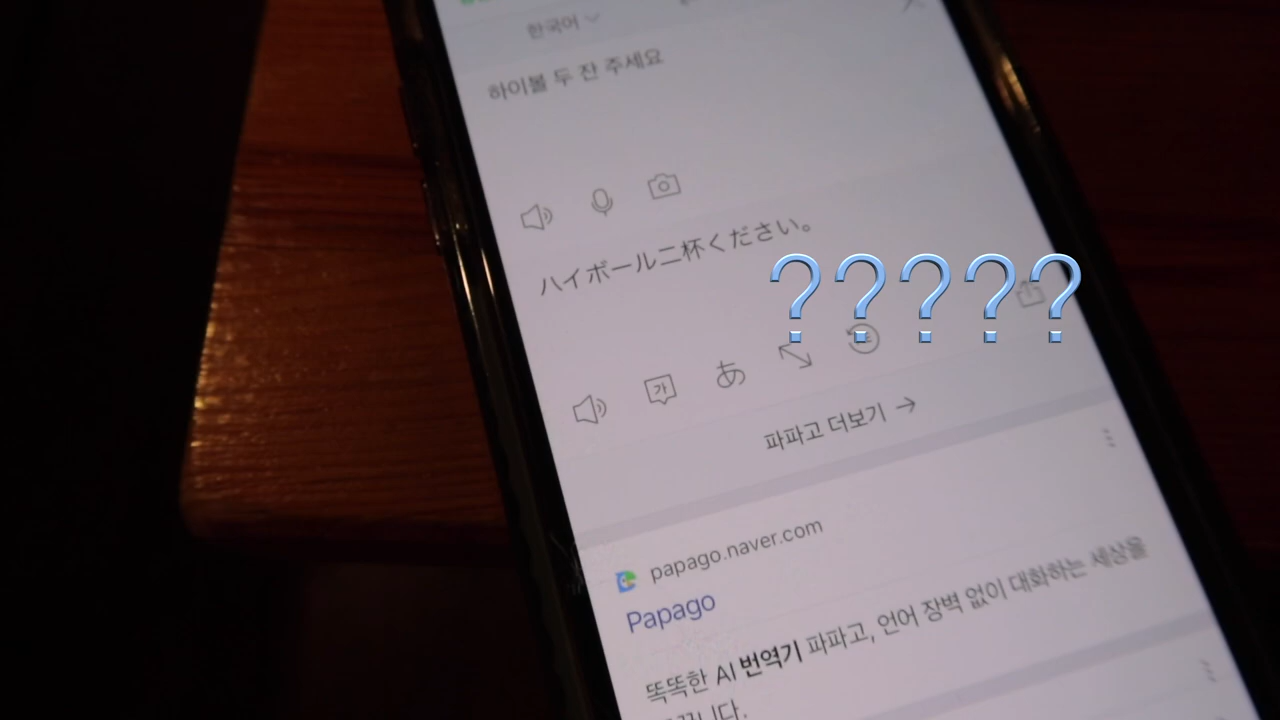 한국어
하이볼 두 잔 주세요
ハイボール二杯ください。
?????
가
あ
파파고 더보기 →
papago.naver.com
Papago
똑똑한 AI 번역기 파파고, 언어 장벽 없이 대화하는 세상을